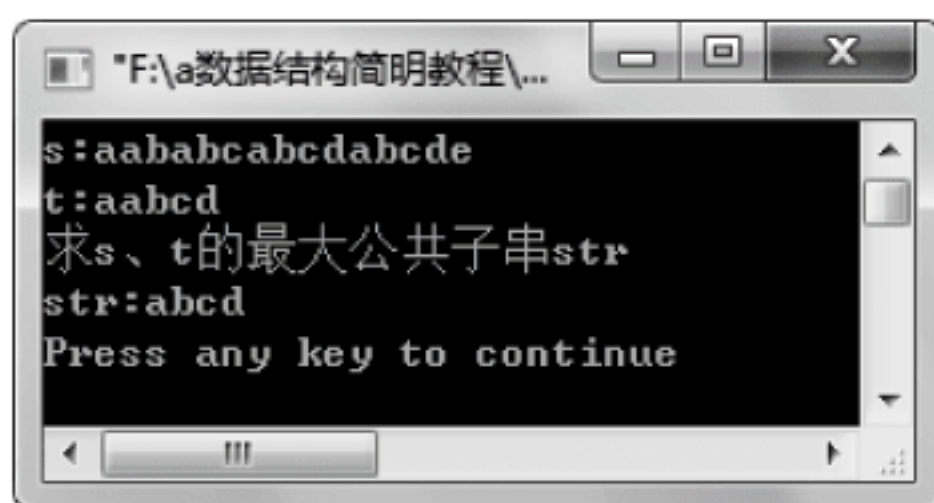 "F:\a数据结构简明教程\...
s:aababcabcdabcde
t:aabcd
求s、t的最大公共子串str
str:abcd
Press any key to continue